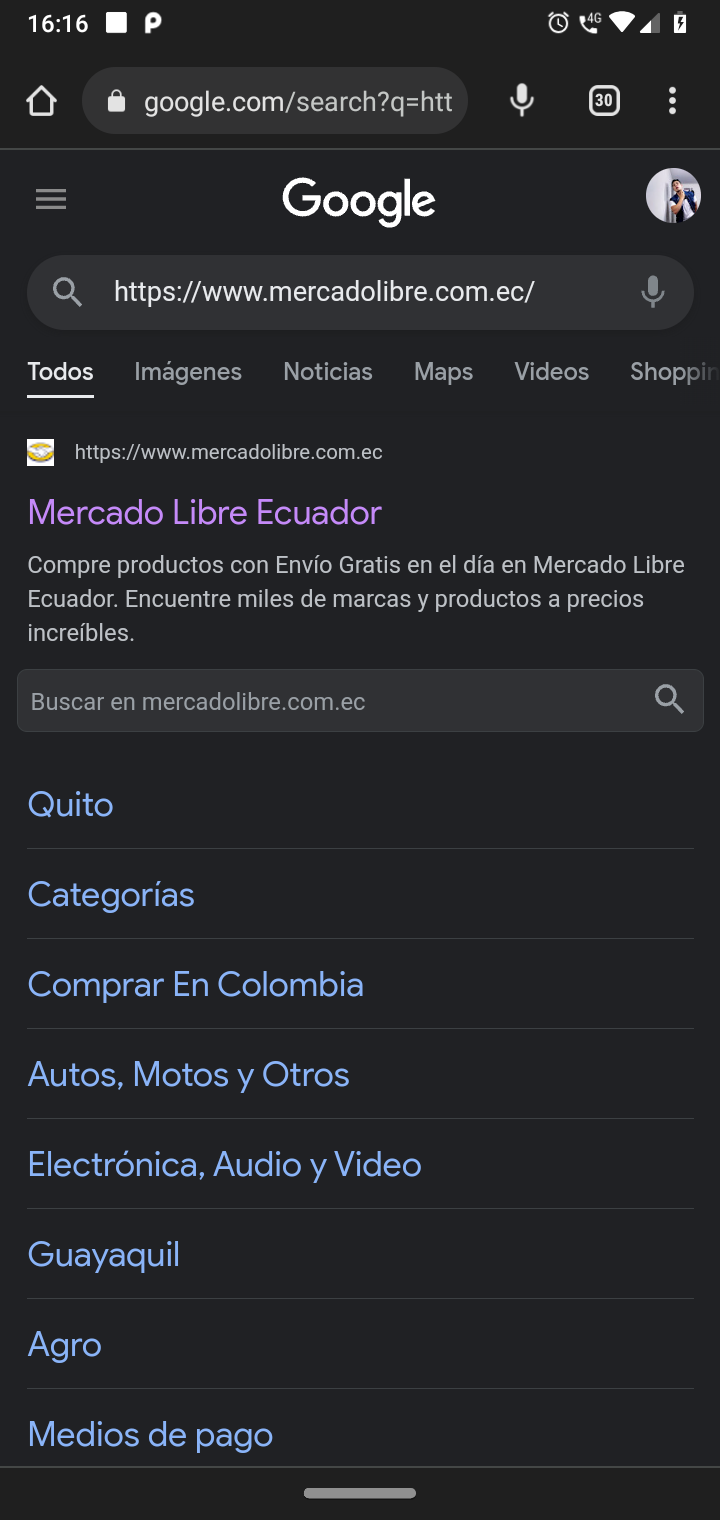 16:16
4G
google.com/search?q=htt
30
Google
https://www.mercadolibre.com.ec/
Todos Imágenes Noticias Maps Videos Shoppin
https://www.mercadolibre.com.ec
Mercado Libre Ecuador
Compre productos con Envío Gratis en el día en Mercado Libre
Ecuador. Encuentre miles de marcas y productos a precios
increíbles.
Buscar en mercadolibre.com.ec
Quito
Categorías
Comprar En Colombia
Autos, Motos y Otros
Electrónica, Audio y Video
Guayaquil
Agro
Medios de pago